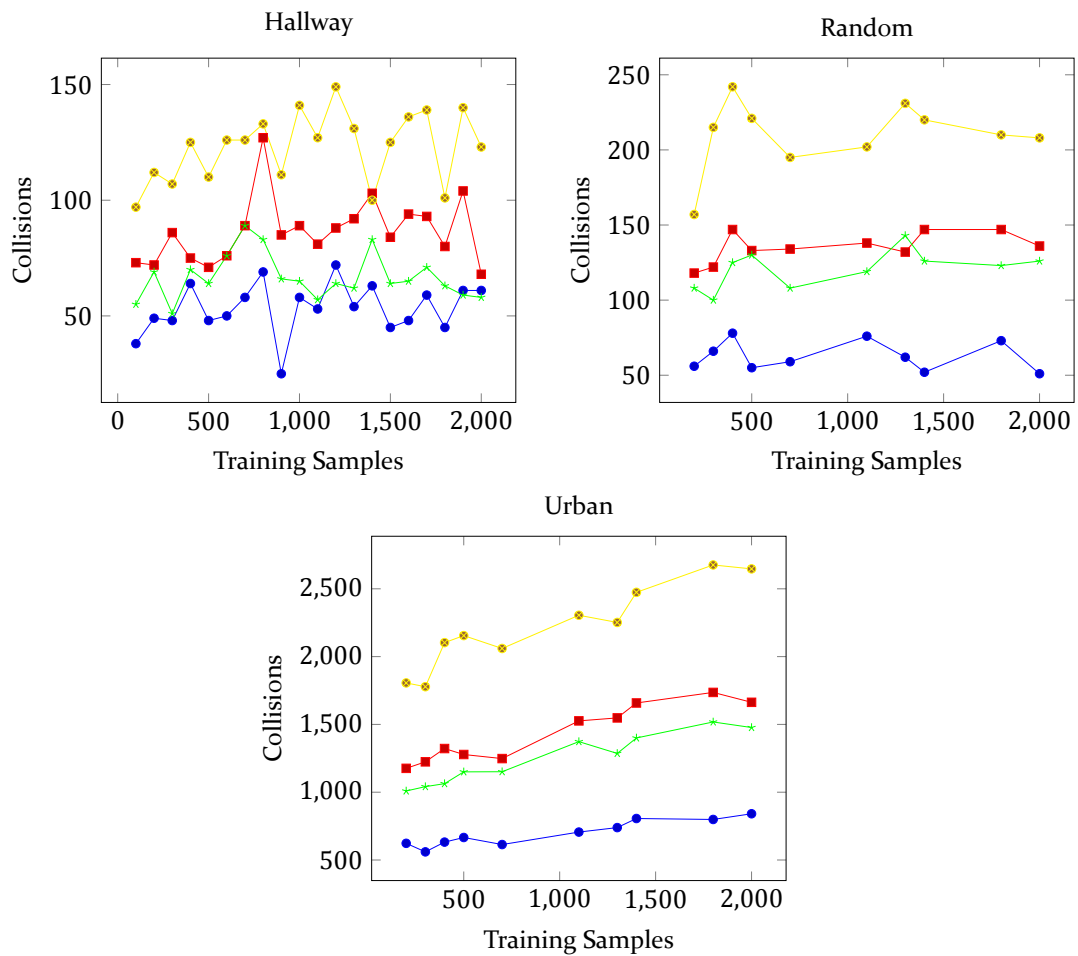 Hallway
150
100
50
0 500 1,000 1,500 2,000
Collisions
Training Samples
Random
250
200
150
100
50
500 1,000 1,500 2,000
Collisions
Training Samples
Urban
2,500
2,000
1,500
1,000
500
500 1,000 1,500 2,000
Collisions
Training Samples